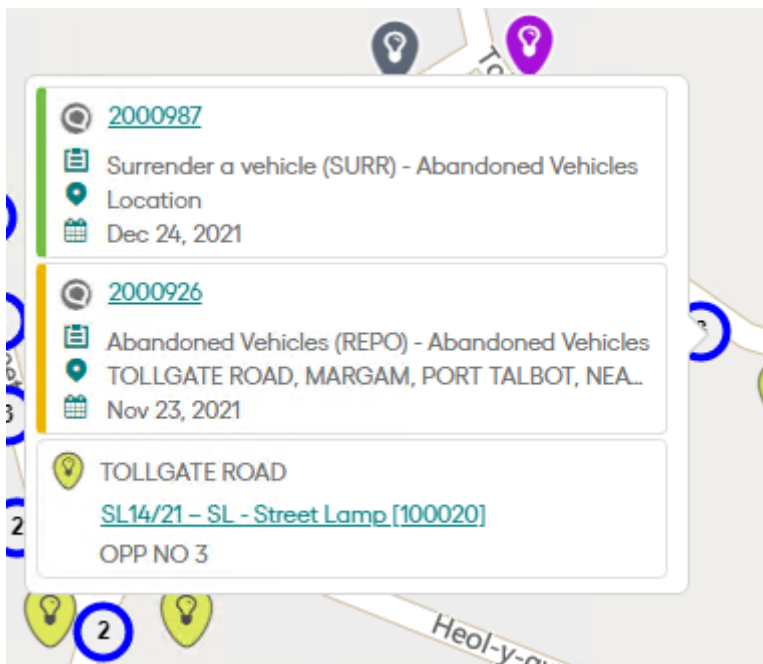 2000987
Surrender a vehicle (SURR) - Abandoned Vehicles
Location
Dec 24, 2021
2000926
Abandoned Vehicles (REPO) - Abandoned Vehicles
TOLLGATE ROAD, MARGAM, PORT TALBOT, NEA...
Nov 23, 2021
TOLLGATE ROAD
SL14/21 – SL - Street Lamp [100020]
OPP NO 3
2
2
Heol-y-g